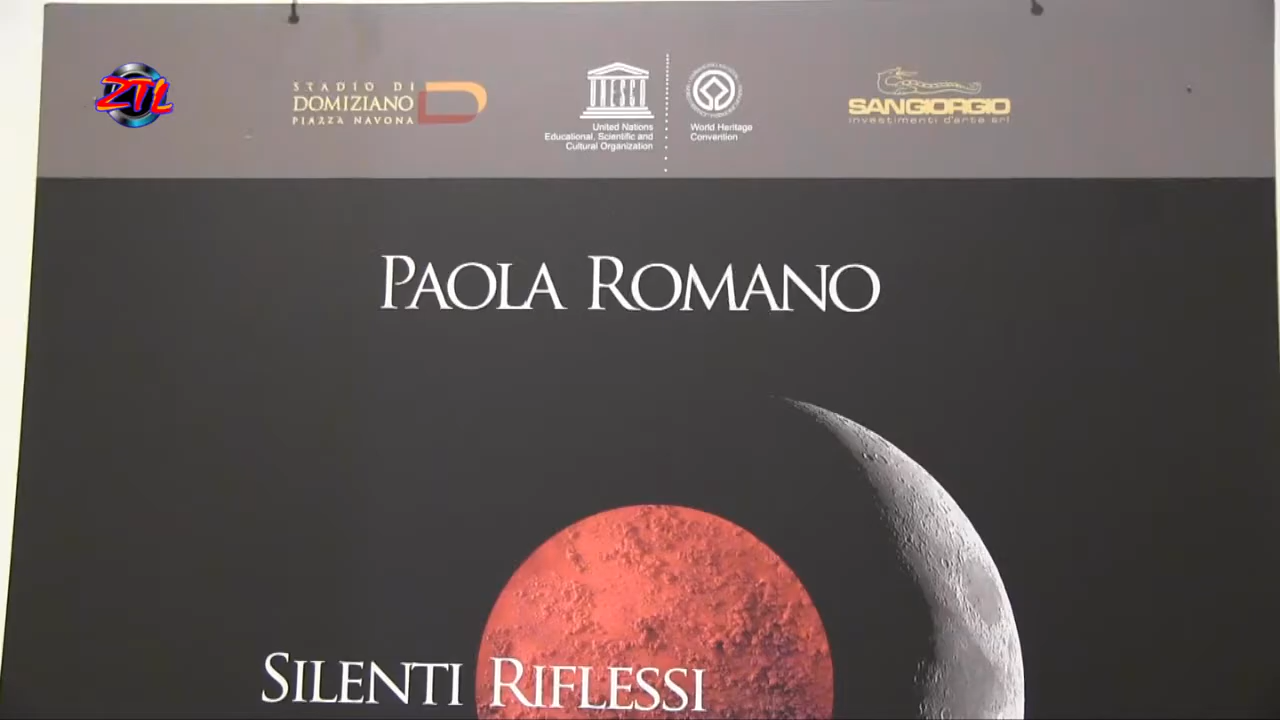 ZTL
STADIO DI
DOMIZIANO
PIAZZA NAVONA
UNESCO
United Nations
Educational, Scientific and
Cultural Organization
World Heritage
Convention
SANGIORGIO
investimenti d'arte srl
PAOLA ROMANO
SILENTI RIFLESSI